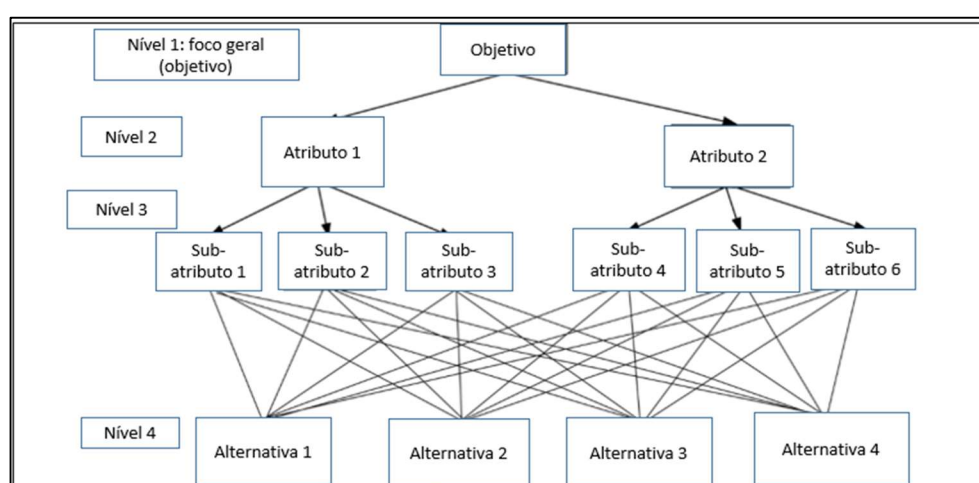 Nível 1: foco geral
(objetivo)
Objetivo
Nível 2
Atributo 1
Atributo 2
Nível 3
Sub-
atributo 1
Sub-
atributo 2
Sub-
atributo 3
Sub-
atributo 4
Sub-
atributo 5
Sub-
atributo 6
Nível 4
Alternativa 1
Alternativa 2
Alternativa 3
Alternativa 4